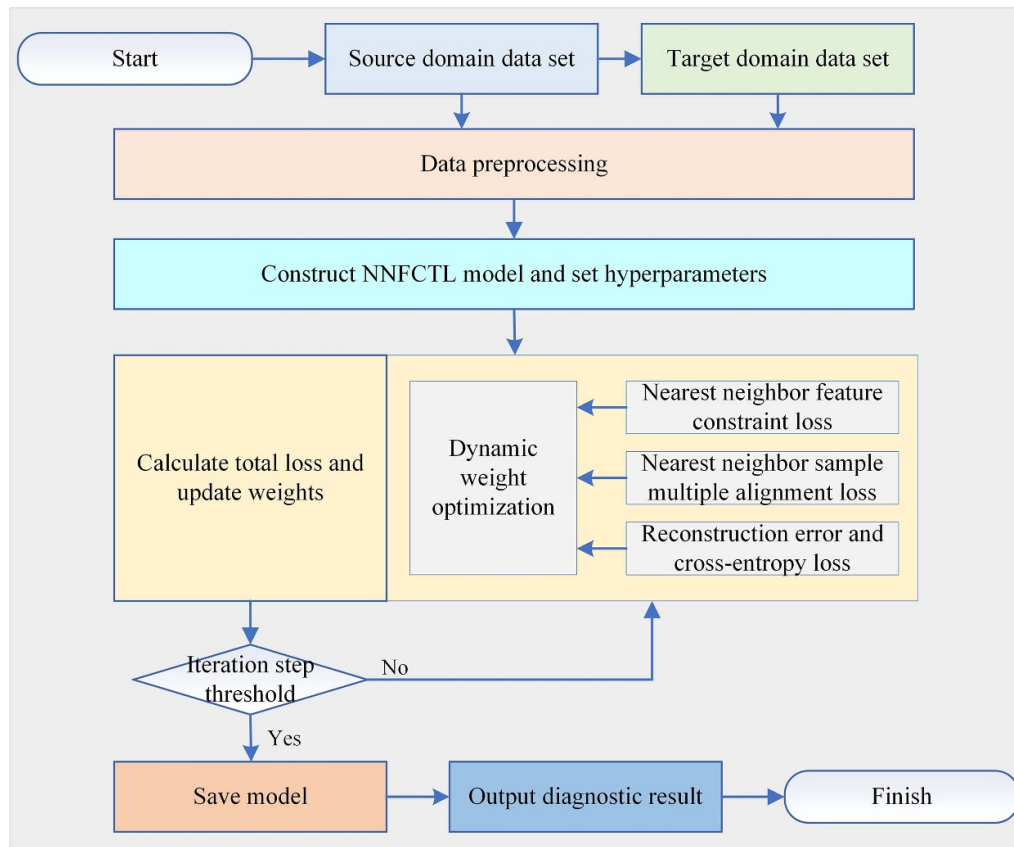 Start
Source domain data set
Target domain data set
Data preprocessing
Construct NNFCTL model and set hyperparameters
Calculate total loss and
update weights
Dynamic
weight
optimization
Nearest neighbor feature
constraint loss
Nearest neighbor sample
multiple alignment loss
Reconstruction error and
cross-entropy loss
Iteration step
threshold
No
Yes
Save model
Output diagnostic result
Finish